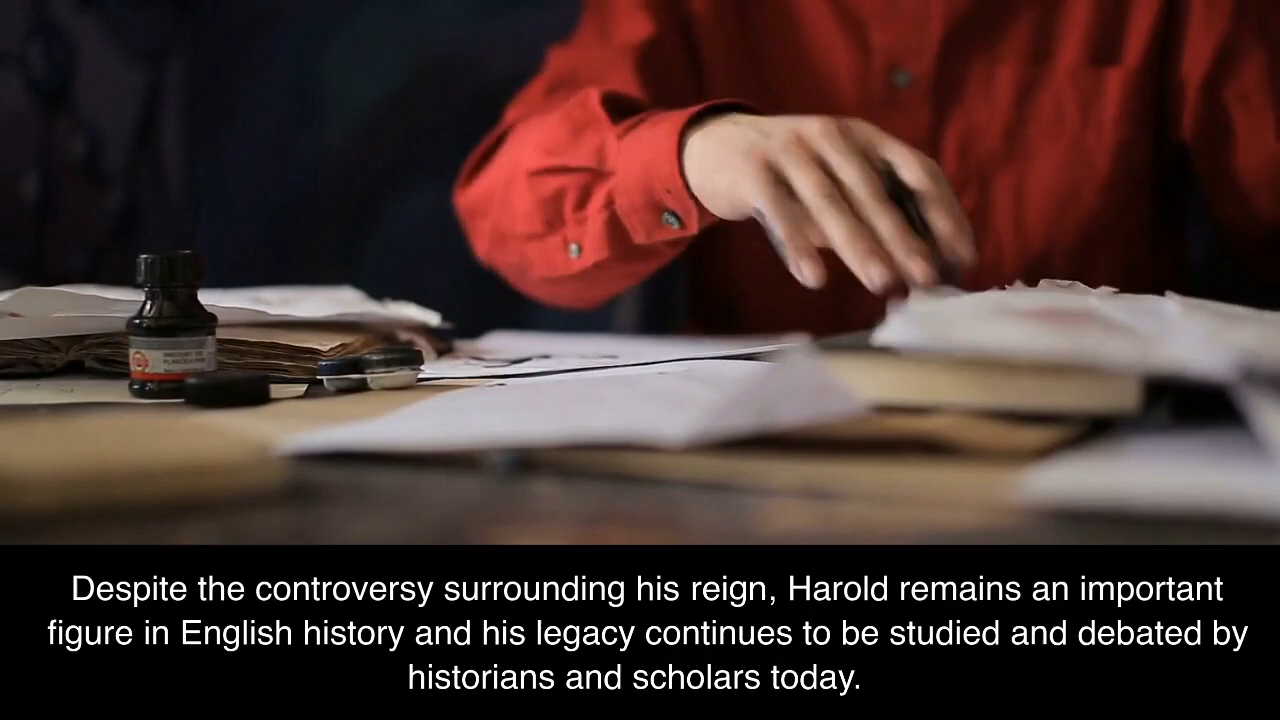 Despite the controversy surrounding his reign, Harold remains an important
figure in English history and his legacy continues to be studied and debated by
historians and scholars today.